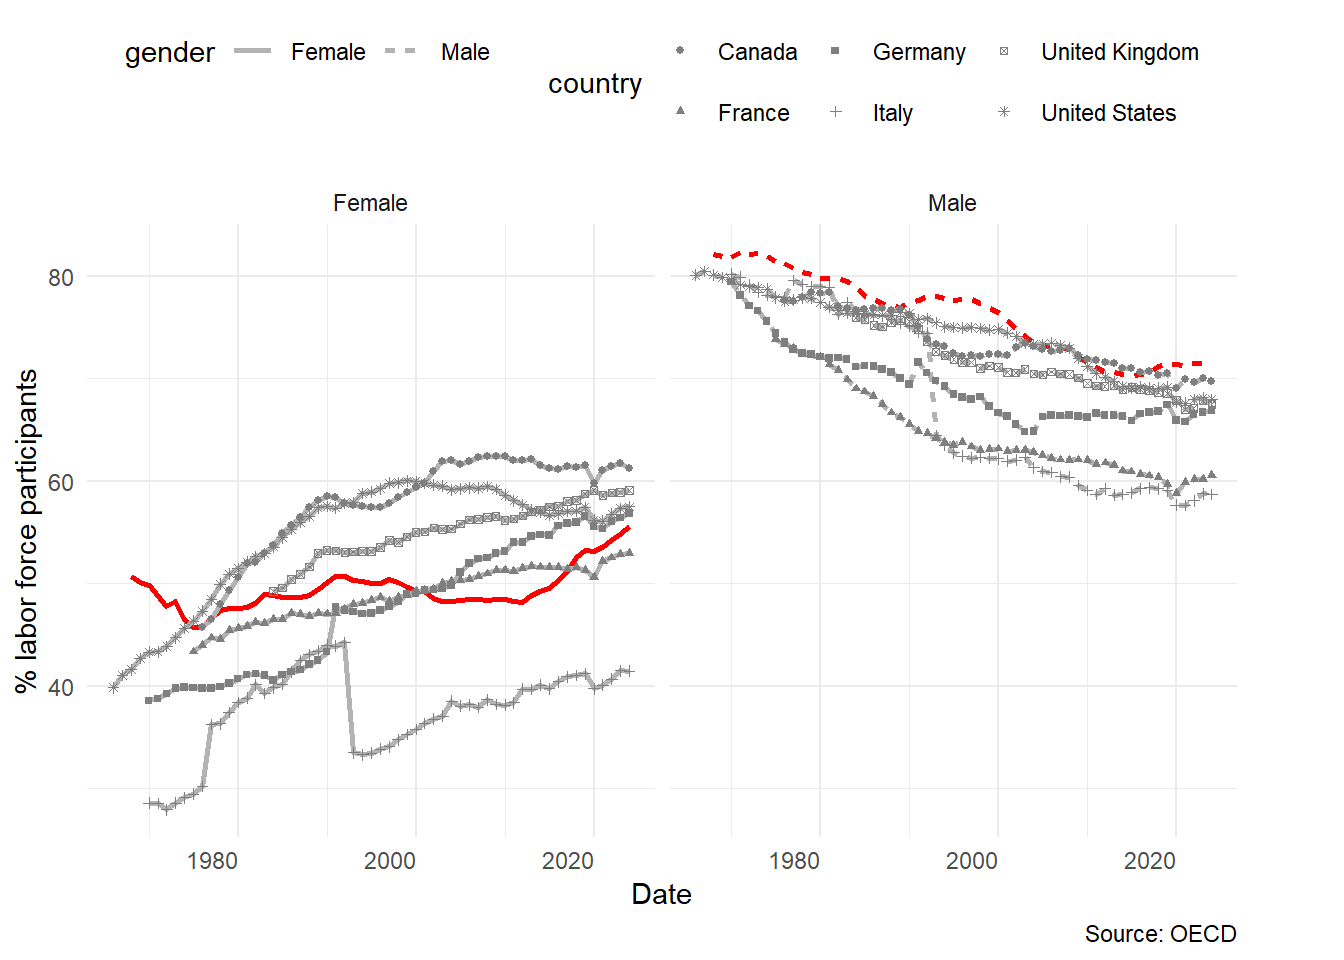 gender Female Male
country
Canada Germany United Kingdom
France Italy United States
Female Male
80
60
40
% labor force participants
1980 2000 2020 1980 2000 2020
Date
Source: OECD